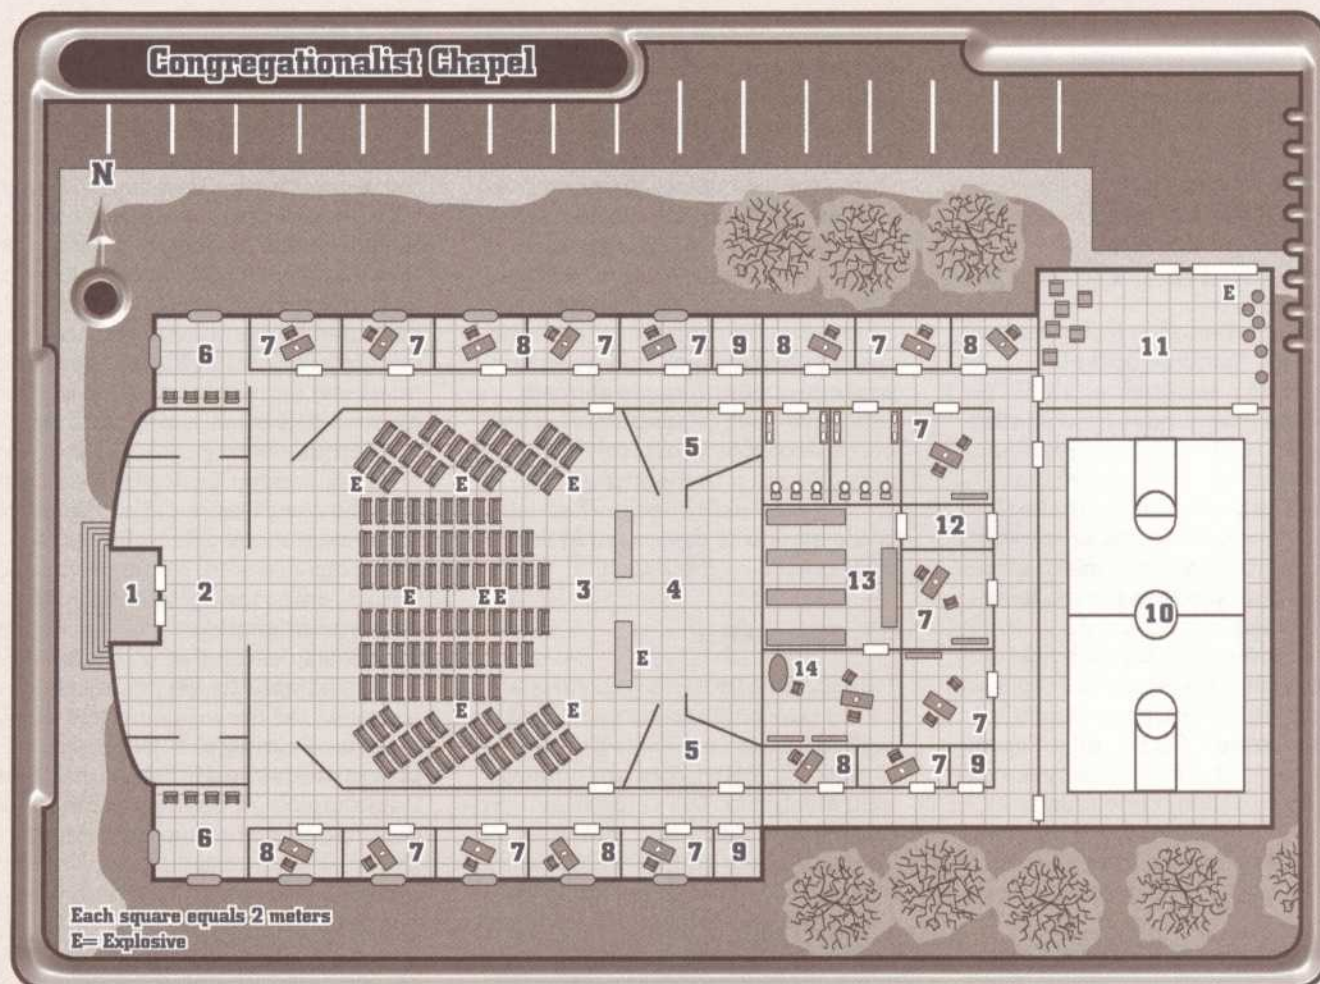 Congregationalist Chapel
N
E
6 7 7 8 7 7 9 8 7 8 11
5 7
E E E
12
1 2 E E E 3 4 13 7 10
E
14
E E
7
5
8 7 9
6 8 7 7 8 7 9
Each square equals 2 meters
E= Explosive